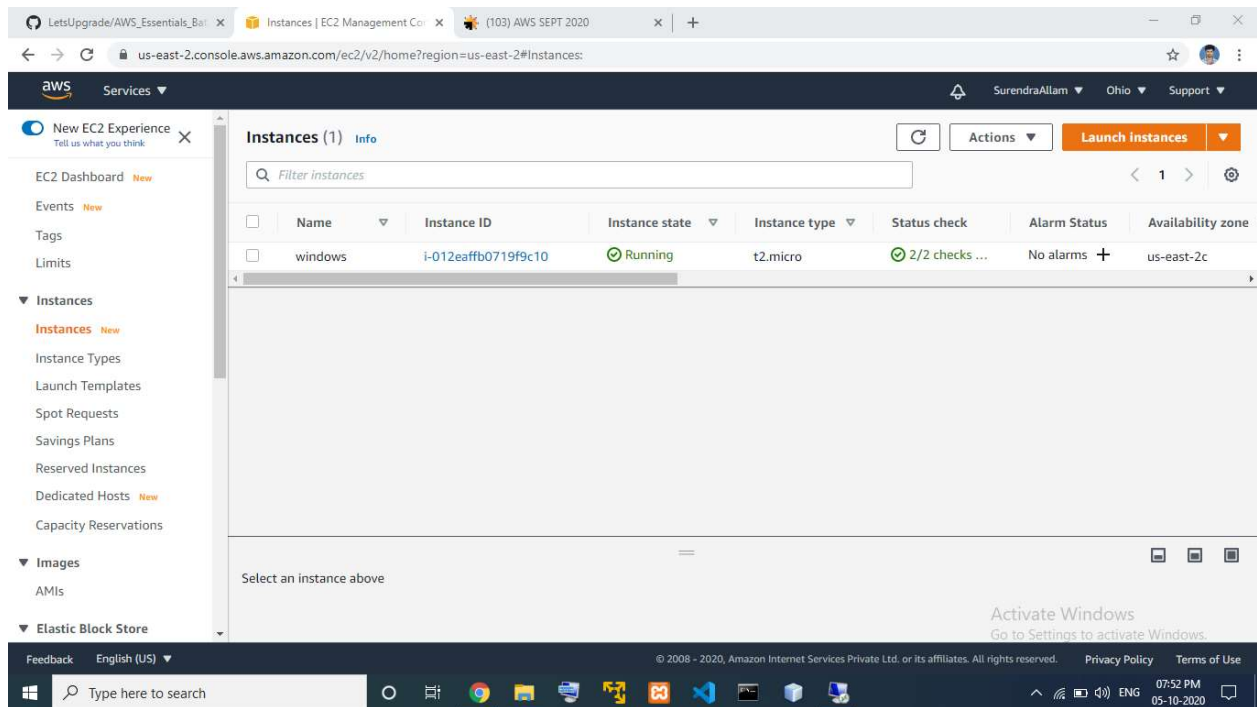 LetsUpgrade/AWS_Essentials_Bat
Instances | EC2 Management Con
(103) AWS SEPT 2020
us-east-2.console.aws.amazon.com/ec2/v2/home?region=us-east-2#Instances:
aws
Services
SurendraAllam
Ohio
Support
New EC2 Experience
Tell us what you think
EC2 Dashboard New
Events New
Tags
Limits
Instances
Instances New
Instance Types
Launch Templates
Spot Requests
Savings Plans
Reserved Instances
Dedicated Hosts New
Capacity Reservations
Images
AMIs
Elastic Block Store
Instances (1) Info
Actions
Launch instances
Filter instances
1
Name Instance ID Instance state Instance type Status check Alarm Status Availability zone
windows i-012eaffb0719f9c10 Running t2.micro 2/2 checks ... No alarms + us-east-2c
Select an instance above
Activate Windows
Go to Settings to activate Windows.
Feedback English (US) © 2008 - 2020, Amazon Internet Services Private Ltd. or its affiliates. All rights reserved. Privacy Policy Terms of Use
Type here to search
ENG
07:52 PM
05-10-2020